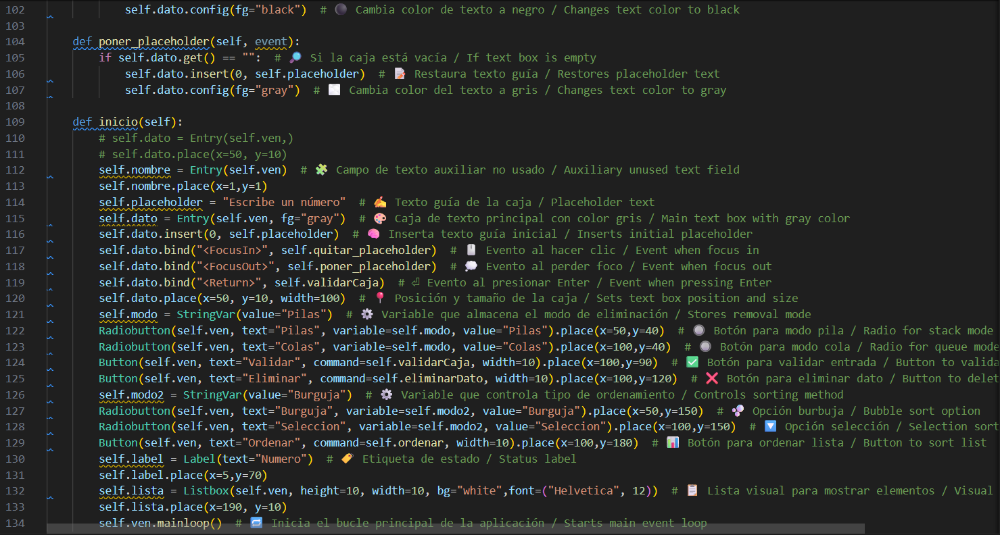 102 self.dato.config(fg="black")  # 🌑 Cambia color de texto a negro / Changes text color to black
103
104 def poner_placeholder(self, event):
105 if self.dato.get() == "":  # 🔎 Si la caja está vacía / If text box is empty
106 self.dato.insert(0, self.placeholder)  # 📝 Restaura texto guía / Restores placeholder text
107 self.dato.config(fg="gray")  # ⬜ Cambia color del texto a gris / Changes text color to gray
108
109 def inicio(self):
110 # self.dato = Entry(self.ven,)
111 # self.dato.place(x=50, y=10)
112 self.nombre = Entry(self.ven)  # 🧩 Campo de texto auxiliar no usado / Auxiliary unused text field
113 self.nombre.place(x=1,y=1)
114 self.placeholder = "Escribe un número"  # ✍️ Texto guía de la caja / Placeholder text
115 self.dato = Entry(self.ven, fg="gray")  # 🎨 Caja de texto principal con color gris / Main text box with gray color
116 self.dato.insert(0, self.placeholder)  # 🧠 Inserta texto guía inicial / Inserts initial placeholder
117 self.dato.bind("<FocusIn>", self.quitar_placeholder)  # 🖱️ Evento al hacer clic / Event when focus in
118 self.dato.bind("<FocusOut>", self.poner_placeholder)  # 💭 Evento al perder foco / Event when focus out
119 self.dato.bind("<Return>", self.validarCaja)  # ⏎ Evento al presionar Enter / Event when pressing Enter
120 self.dato.place(x=50, y=10, width=100)  # 📍 Posición y tamaño de la caja / Sets text box position and size
121 self.modo = StringVar(value="Pilas")  # ⚙️ Variable que almacena el modo de eliminación / Stores removal mode
122 Radiobutton(self.ven, text="Pilas", variable=self.modo, value="Pilas").place(x=50,y=40)  # 🔘 Botón para modo pila / Radio for stack mode
123 Radiobutton(self.ven, text="Colas", variable=self.modo, value="Colas").place(x=100,y=40)  # 🔘 Botón para modo cola / Radio for queue mode
124 Button(self.ven, text="Validar", command=self.validarCaja, width=10).place(x=100,y=90)  # ✅ Botón para validar entrada / Button to valida
125 Button(self.ven, text="Eliminar", command=self.eliminarDato, width=10).place(x=100,y=120)  # ❌ Botón para eliminar dato / Button to delet
126 self.modo2 = StringVar(value="Burguja")  # ⚙️ Variable que controla tipo de ordenamiento / Controls sorting method
127 Radiobutton(self.ven, text="Burguja", variable=self.modo2, value="Burguja").place(x=50,y=150)  # 🫧 Opción burbuja / Bubble sort option
128 Radiobutton(self.ven, text="Seleccion", variable=self.modo2, value="Seleccion").place(x=100,y=150)  # 🔽 Opción selección / Selection sort
129 Button(self.ven, text="Ordenar", command=self.ordenar, width=10).place(x=100,y=180)  # 📊 Botón para ordenar lista / Button to sort list
130 self.label = Label(text="Numero")  # 🏷️ Etiqueta de estado / Status label
131 self.label.place(x=5,y=70)
132 self.lista = Listbox(self.ven, height=10, width=10, bg="white",font=("Helvetica", 12))  # 📋 Lista visual para mostrar elementos / Visual
133 self.lista.place(x=190, y=10)
134 self.ven.mainloop()  # 🔁 Inicia el bucle principal de la aplicación / Starts main event loop